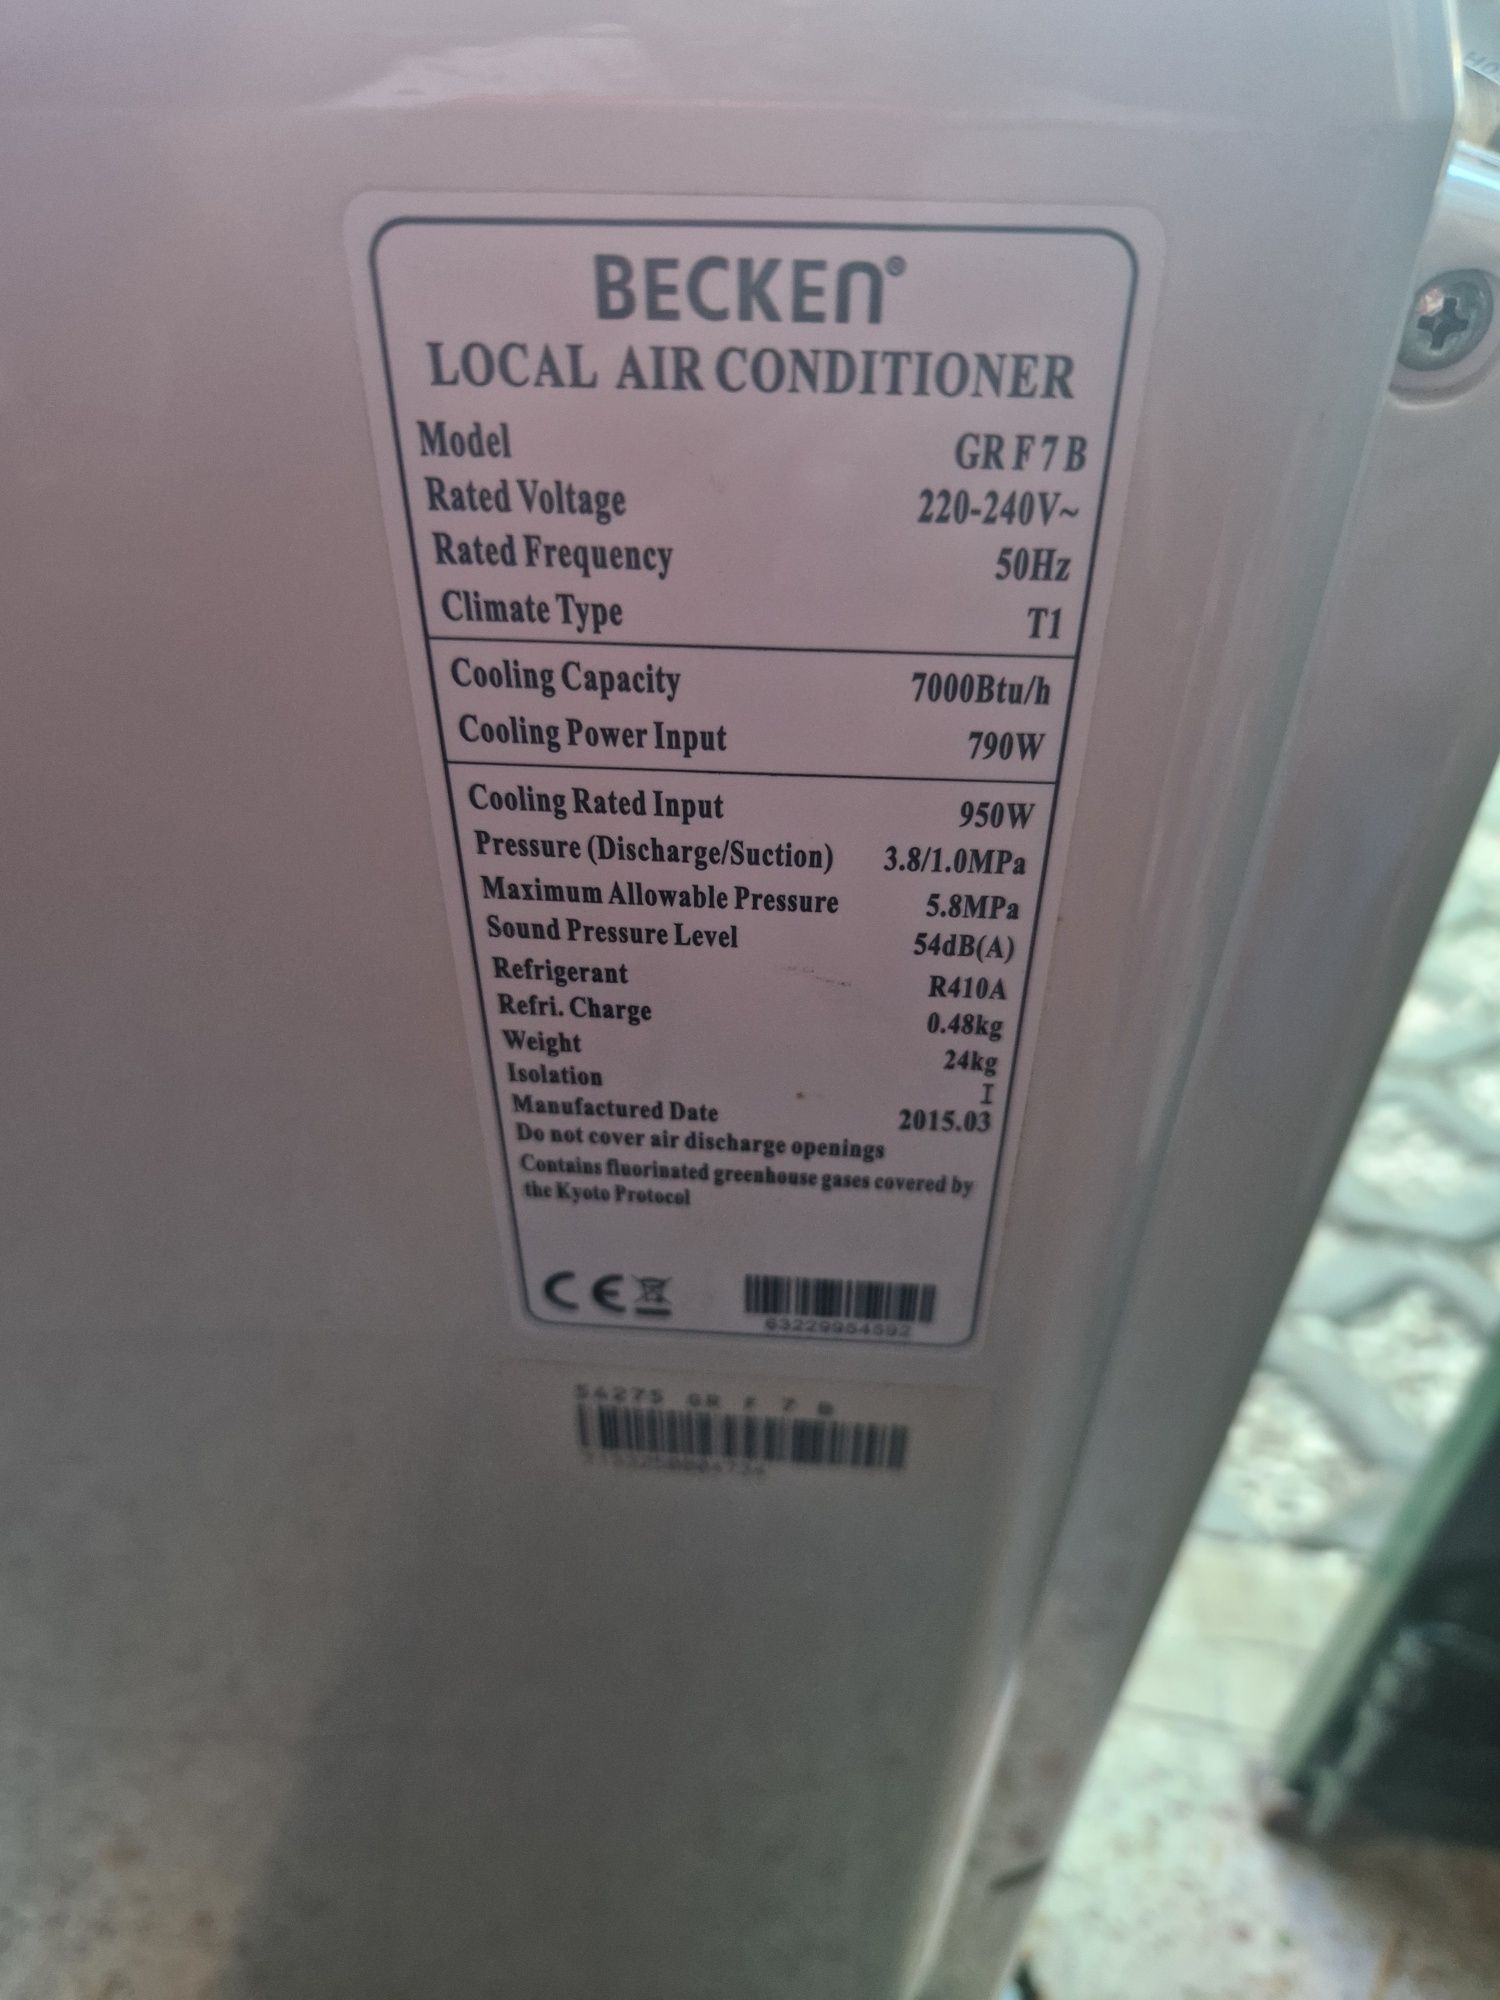 BECKEN®
LOCAL AIR CONDITIONER
Model GR F 7 B
Rated Voltage 220-240V~
Rated Frequency 50Hz
Climate Type T1
Cooling Capacity 7000Btu/h
Cooling Power Input 790W
Cooling Rated Input 950W
Pressure (Discharge/Suction) 3.8/1.0MPa
Maximum Allowable Pressure 5.8MPa
Sound Pressure Level 54dB(A)
Refrigerant R410A
Refri. Charge 0.48kg
Weight 24kg
Isolation I
Manufactured Date 2015.03
Do not cover air discharge openings
Contains fluorinated greenhouse gases covered by
the Kyoto Protocol
CE
63229954592
GR F 7 B